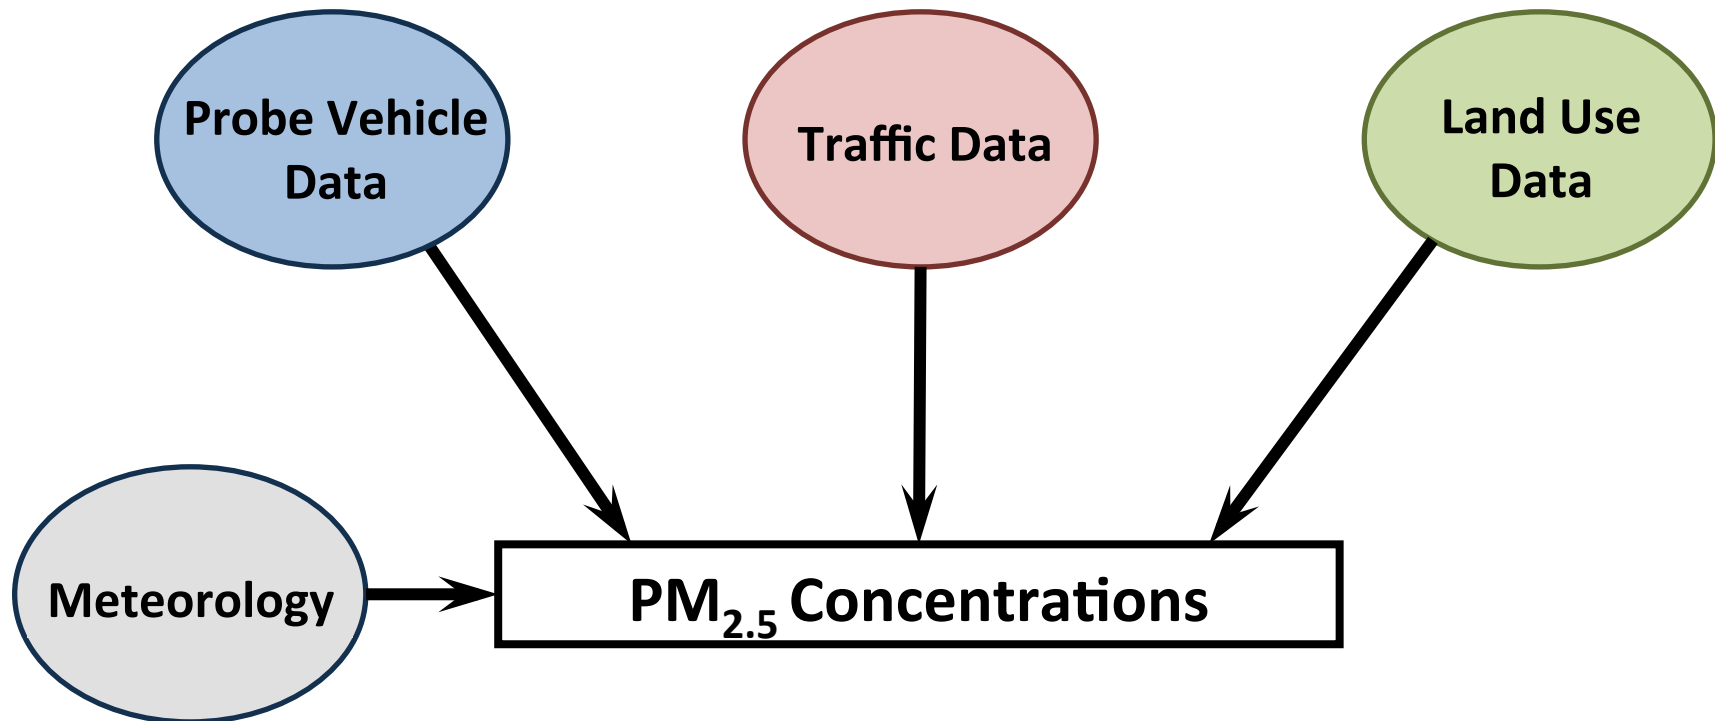 Probe Vehicle
Data
Traffic Data
Land Use
Data
Meteorology
PM2.5 Concentrations